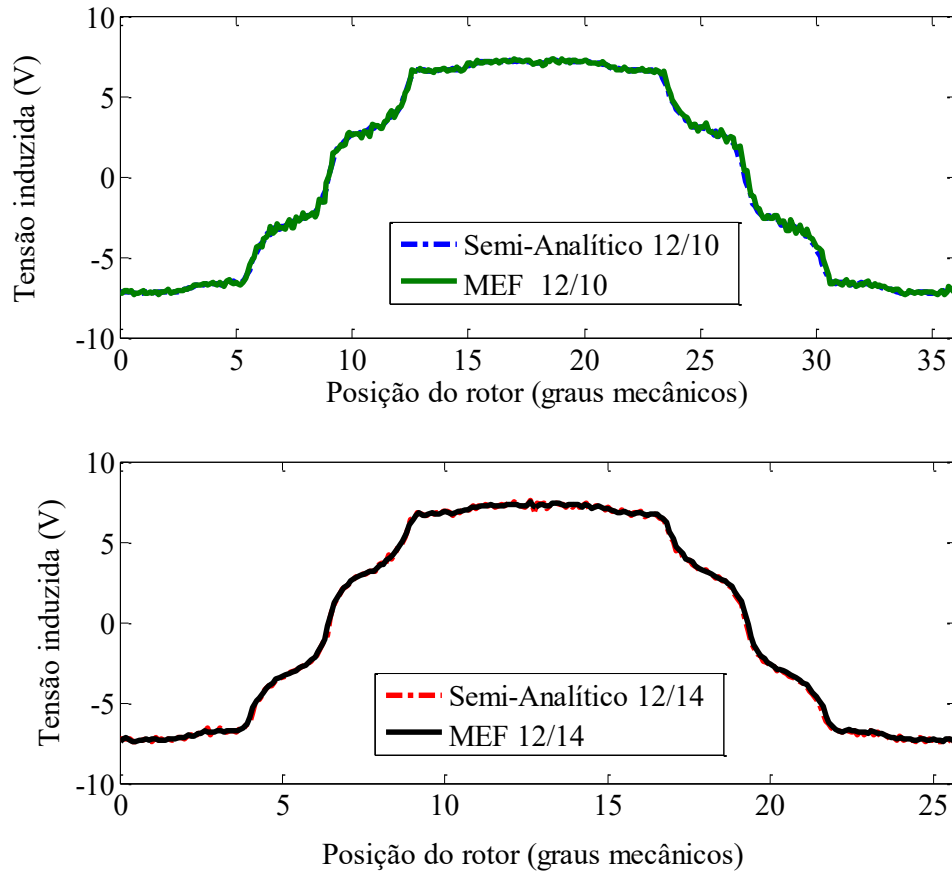 10
5
0
-5
-10
Tensão induzida (V)
Semi-Analítico 12/10
MEF 12/10
0 5 10 15 20 25 30 35
Posição do rotor (graus mecânicos)
10
5
0
-5
-10
Tensão induzida (V)
Semi-Analítico 12/14
MEF 12/14
0 5 10 15 20 25
Posição do rotor (graus mecânicos)